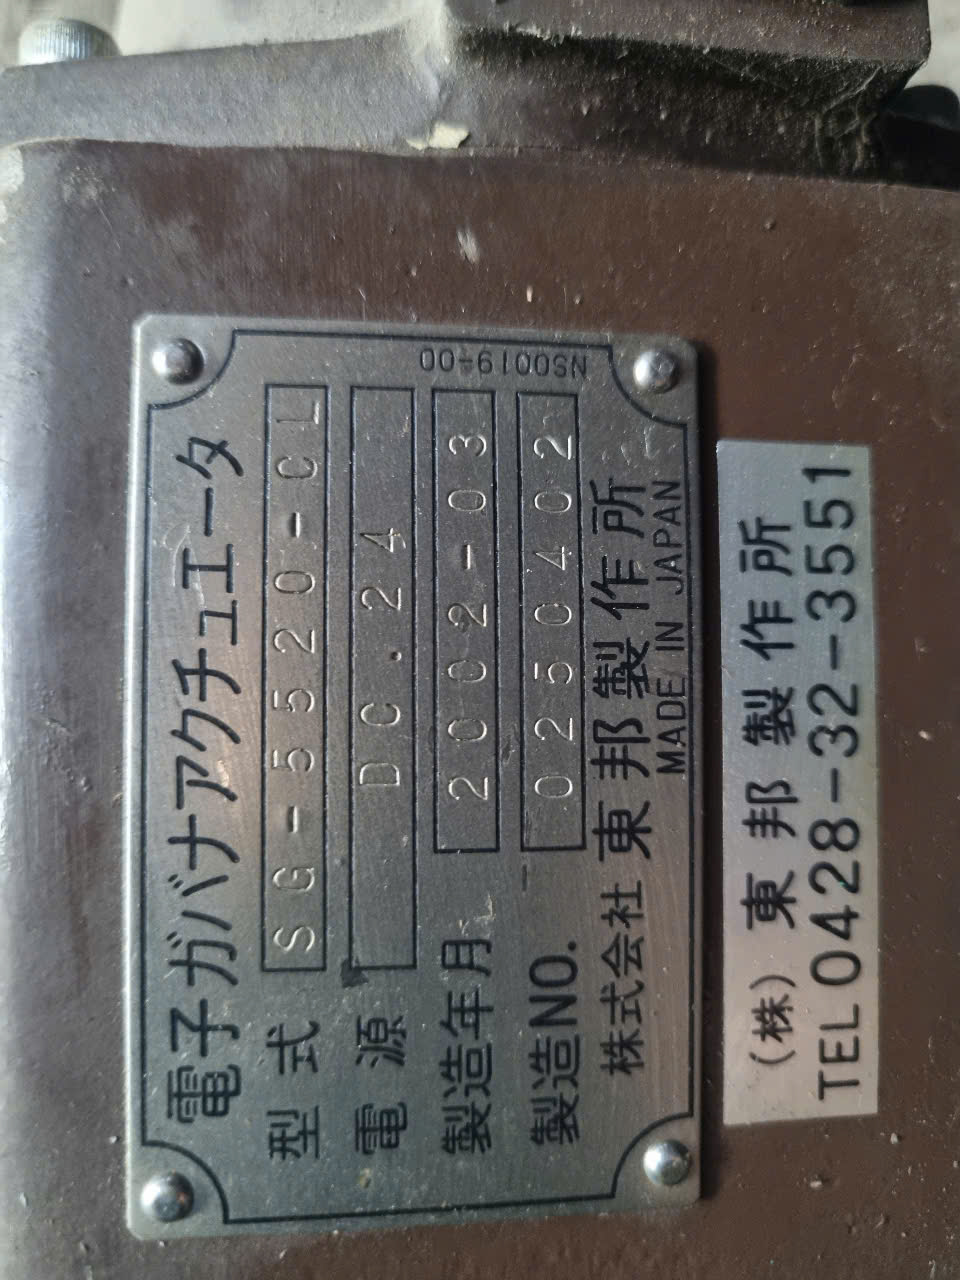 電子ガバナアクチュエータ
型式 SG-5520-CL
電源 DC.24
製造年月 2002-03
製造NO. 0250402
株式会社 東邦製作所
MADE IN JAPAN
NS0019-00
(株) 東邦製作所
TEL 0428-32-3551